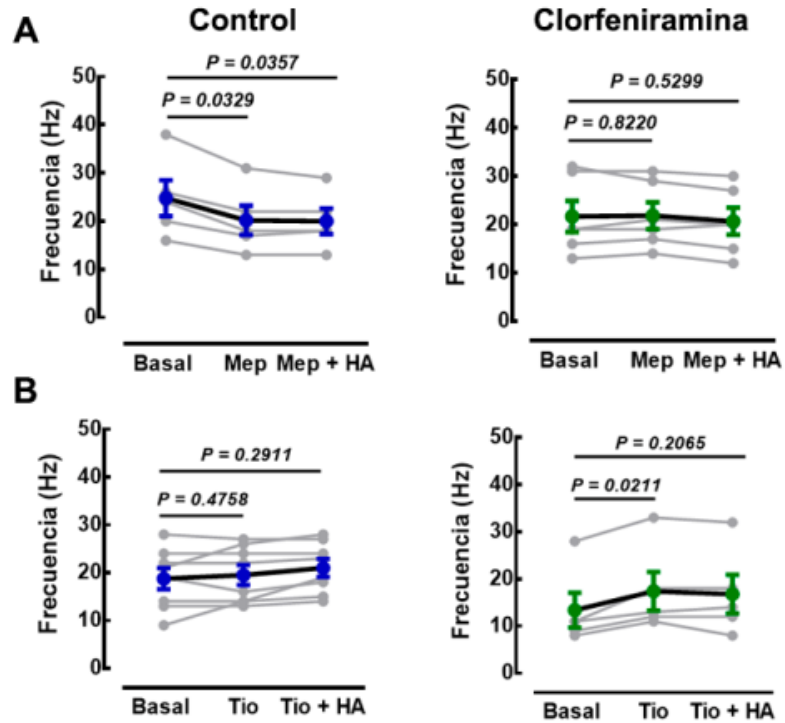 A
Control
Clorfeniramina
P = 0.0357
P = 0.0329
Frecuencia (Hz)
50
40
30
20
10
0
Basal Mep Mep + HA
P = 0.5299
P = 0.8220
Frecuencia (Hz)
50
40
30
20
10
0
Basal Mep Mep + HA
B
P = 0.2911
P = 0.4758
Frecuencia (Hz)
50
40
30
20
10
0
Basal Tio Tio + HA
P = 0.2065
P = 0.0211
Frecuencia (Hz)
50
40
30
20
10
0
Basal Tio Tio + HA